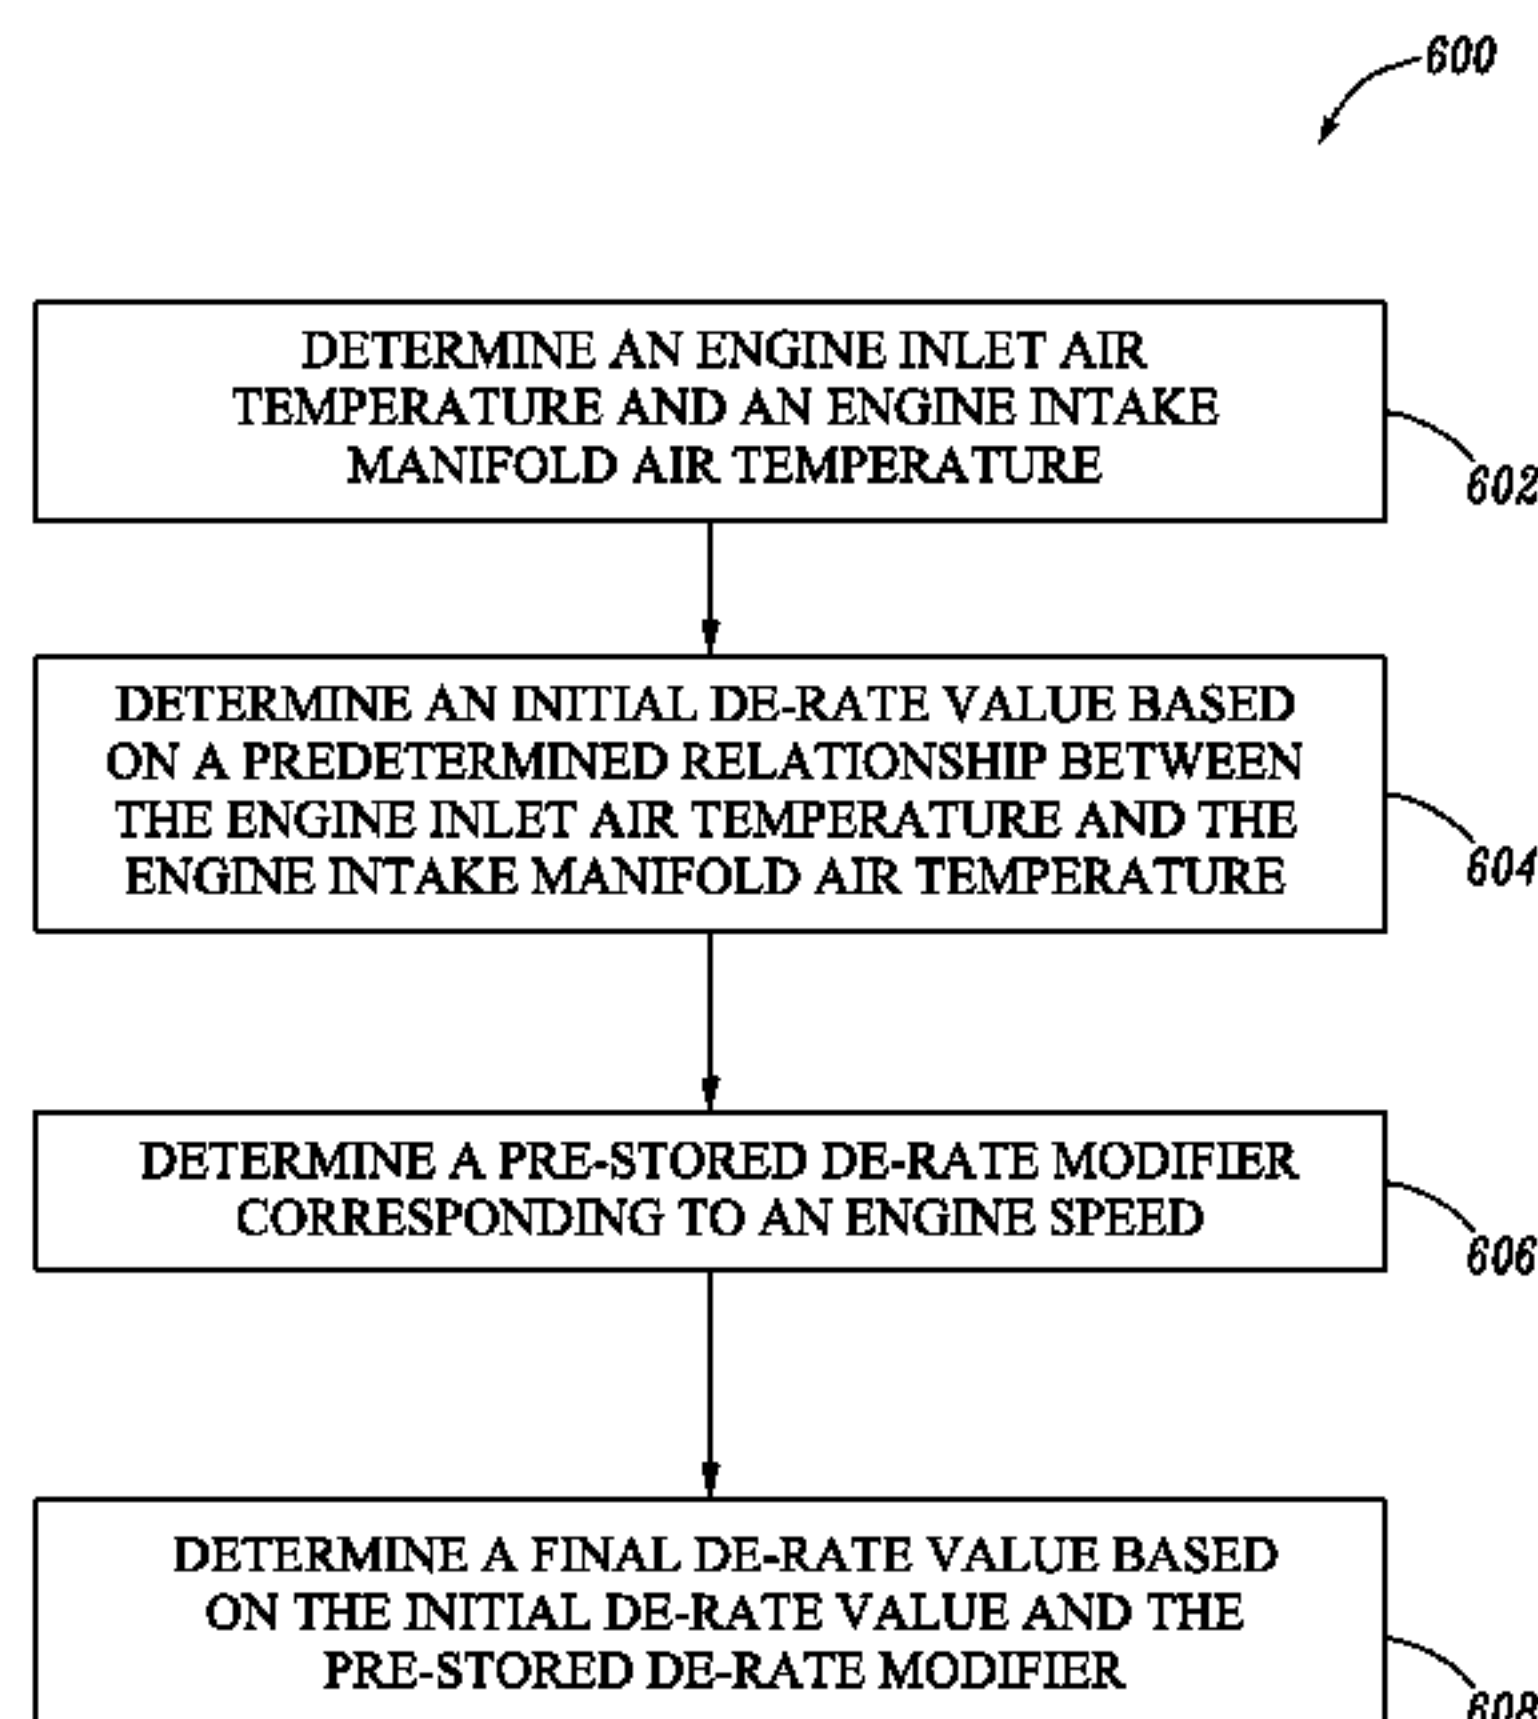 600
DETERMINE AN ENGINE INLET AIR
TEMPERATURE AND AN ENGINE INTAKE
MANIFOLD AIR TEMPERATURE
602
DETERMINE AN INITIAL DE-RATE VALUE BASED
ON A PREDETERMINED RELATIONSHIP BETWEEN
THE ENGINE INLET AIR TEMPERATURE AND THE
ENGINE INTAKE MANIFOLD AIR TEMPERATURE
604
DETERMINE A PRE-STORED DE-RATE MODIFIER
CORRESPONDING TO AN ENGINE SPEED
606
DETERMINE A FINAL DE-RATE VALUE BASED
ON THE INITIAL DE-RATE VALUE AND THE
PRE-STORED DE-RATE MODIFIER
608